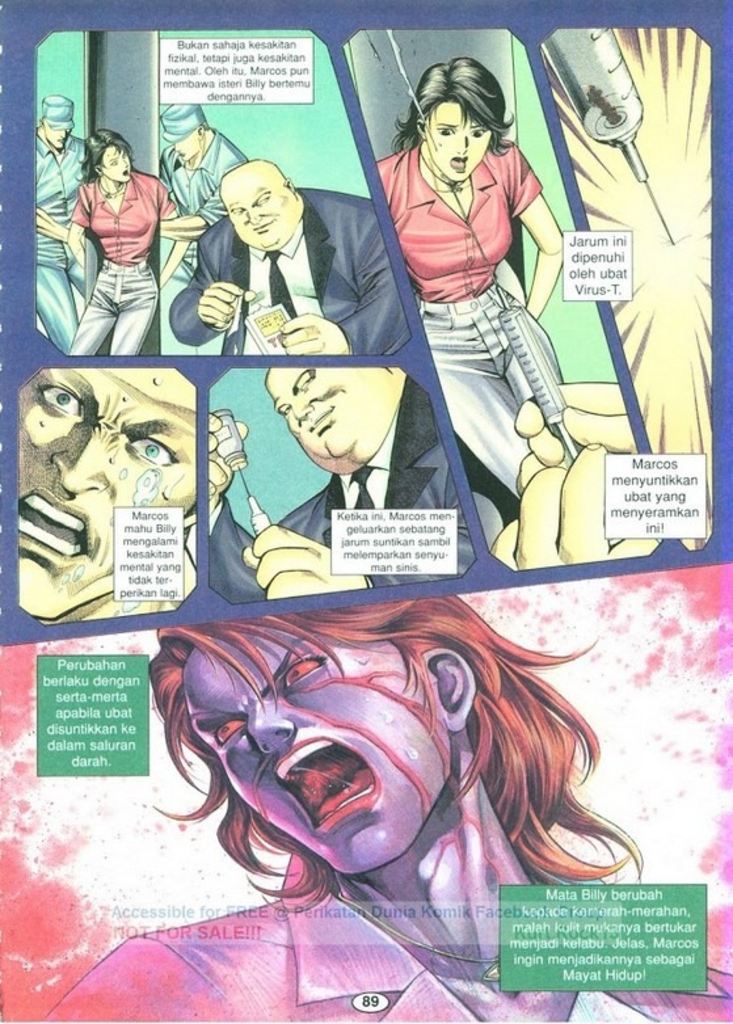 Bukan sahaja kesakitan
fizikal, tetapi juga kesakitan
mental. Oleh itu, Marcos pun
membawa isteri Billy bertemu
dengannya.
Jarum ini
dipenuhi
oleh ubat
Virus-T.
Marcos
mahu Billy
mengalami
kesakitan
mental yang
tidak ter-
perikan lagi.
Ketika ini, Marcos men-
geluarkan sebatang
jarum suntikan sambil
melemparkan senyu-
man sinis.
Marcos
menyuntikkan
ubat yang
menyeramkan
ini!
Perubahan
berlaku dengan
serta-merta
apabila ubat
disuntikkan ke
dalam saluran
darah.
Mata Billy berubah
kepada kemerah-merahan,
malah kulit mukanya bertukar
menjadi kelabu. Jelas, Marcos
ingin menjadikannya sebagai
Mayat Hidup!
Accessible for FREE @ Perikatan Dunia Komik
NOT FOR SALE!!!
89